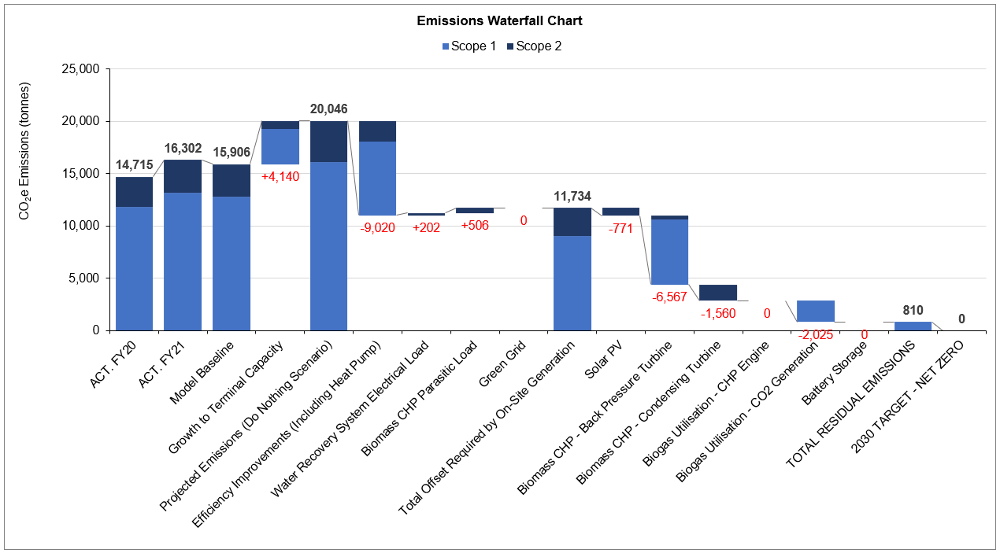 Emissions Waterfall Chart
Scope 1 Scope 2
CO2e Emissions (tonnes)
25,000
20,000
15,000
10,000
5,000
0
14,715
16,302
15,906
+4,140
20,046
-9,020
+202
+506
0
11,734
-771
-6,567
-1,560
0
-2,025
0
810
0
ACT. FY20
ACT. FY21
Model Baseline
Growth to Terminal Capacity
Projected Emissions (Do Nothing Scenario)
Efficiency Improvements (Including Heat Pump)
Water Recovery System Electrical Load
Biomass CHP Parasitic Load
Green Grid
Total Offset Required by On-Site Generation
Solar PV
Biomass CHP - Back Pressure Turbine
Biomass CHP - Condensing Turbine
Biogas Utilisation - CHP Engine
Biogas Utilisation - CO2 Generation
Battery Storage
TOTAL RESIDUAL EMISSIONS
2030 TARGET - NET ZERO